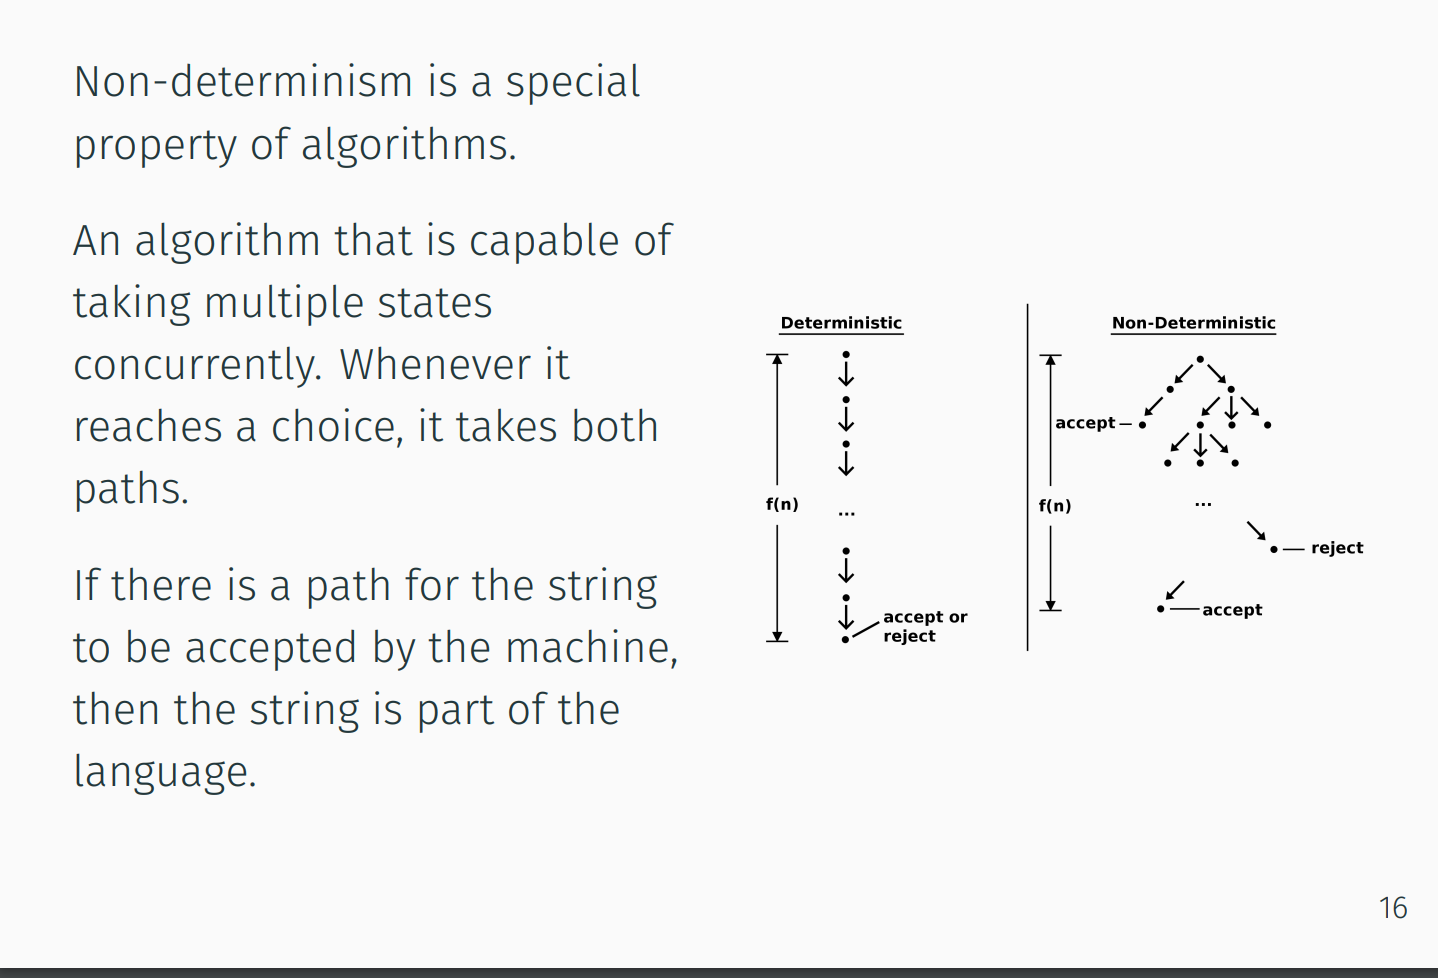 Non-determinism is a special
property of algorithms.
An algorithm that is capable of
taking multiple states
concurrently. Whenever it
reaches a choice, it takes both
paths.
If there is a path for the string
to be accepted by the machine,
then the string is part of the
language.
Deterministic
f(n)
...
accept or
reject
Non-Deterministic
accept
f(n)
...
reject
accept
16